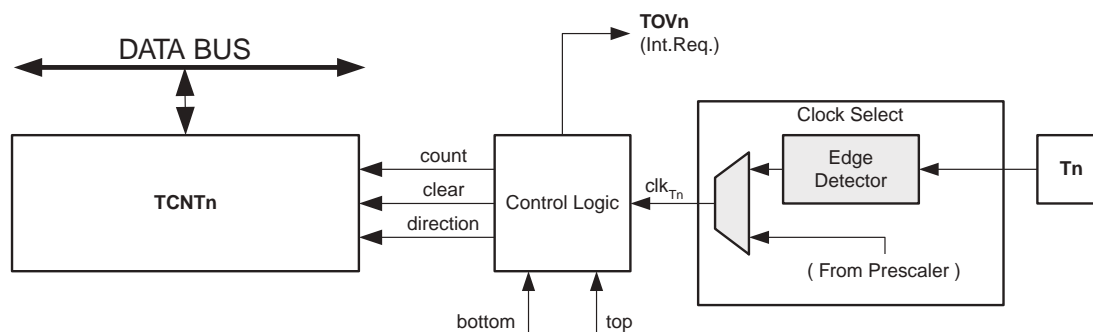 TOVn
(Int.Req.)
DATA BUS
Clock Select
count
Edge
Detector
Tn
TCNTn
clear
Control Logic
clkTn
direction
( From Prescaler )
bottom
top